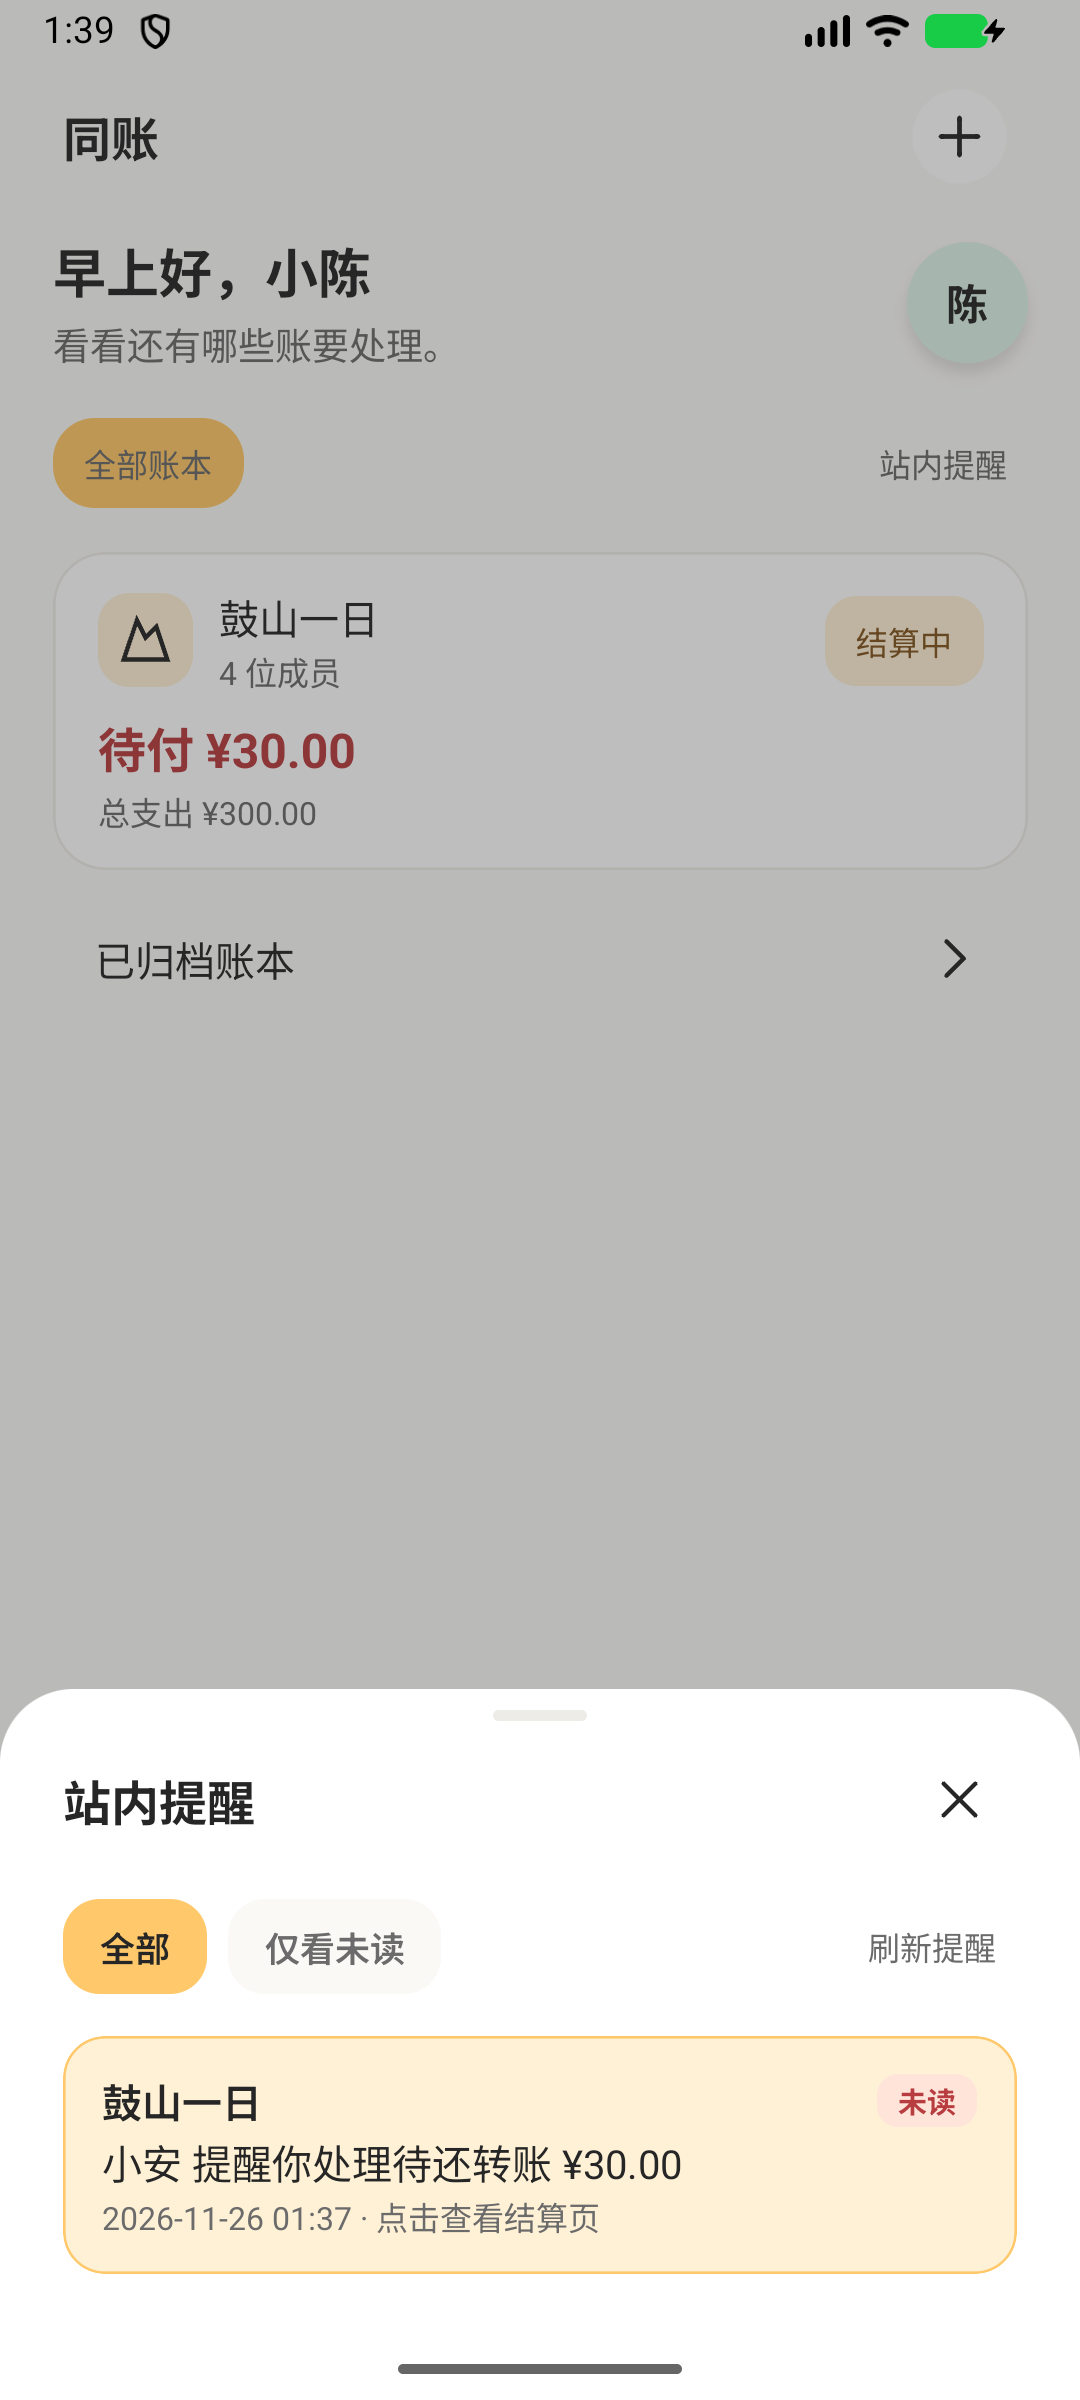 1:39
同账
早上好，小陈
陈
看看还有哪些账要处理。
全部账本
站内提醒
鼓山一日
4 位成员
结算中
待付 ¥30.00
总支出 ¥300.00
已归档账本
站内提醒
全部
仅看未读
刷新提醒
鼓山一日
未读
小安 提醒你处理待还转账 ¥30.00
2026-11-26 01:37 · 点击查看结算页